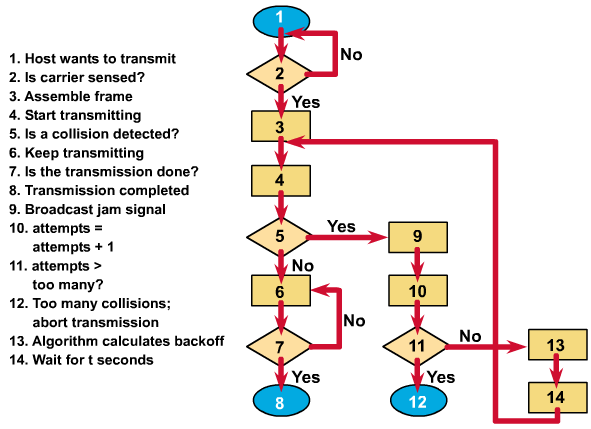 1. Host wants to transmit
2. Is carrier sensed?
3. Assemble frame
4. Start transmitting
5. Is a collision detected?
6. Keep transmitting
7. Is the transmission done?
8. Transmission completed
9. Broadcast jam signal
10. attempts =
attempts + 1
11. attempts >
too many?
12. Too many collisions;
abort transmission
13. Algorithm calculates backoff
14. Wait for t seconds
1
No
2
Yes
3
4
5
Yes
9
No
6
10
No
7
11
No
13
Yes
Yes
8
12
14